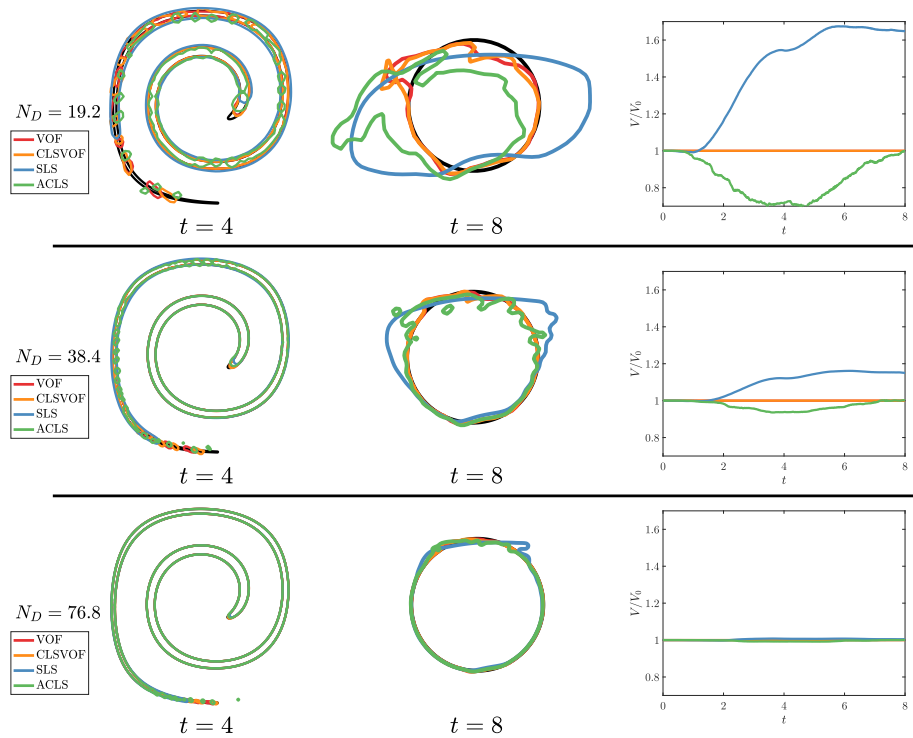 N_D = 19.2
VOF
CLSVOF
SLS
ACLS
t = 4
t = 8
V/V_0
1.6
1.4
1.2
1
0.8
0 2 4 6 8
t
N_D = 38.4
VOF
CLSVOF
SLS
ACLS
t = 4
t = 8
V/V_0
1.6
1.4
1.2
1
0.8
0 2 4 6 8
t
N_D = 76.8
VOF
CLSVOF
SLS
ACLS
t = 4
t = 8
V/V_0
1.6
1.4
1.2
1
0.8
0 2 4 6 8
t